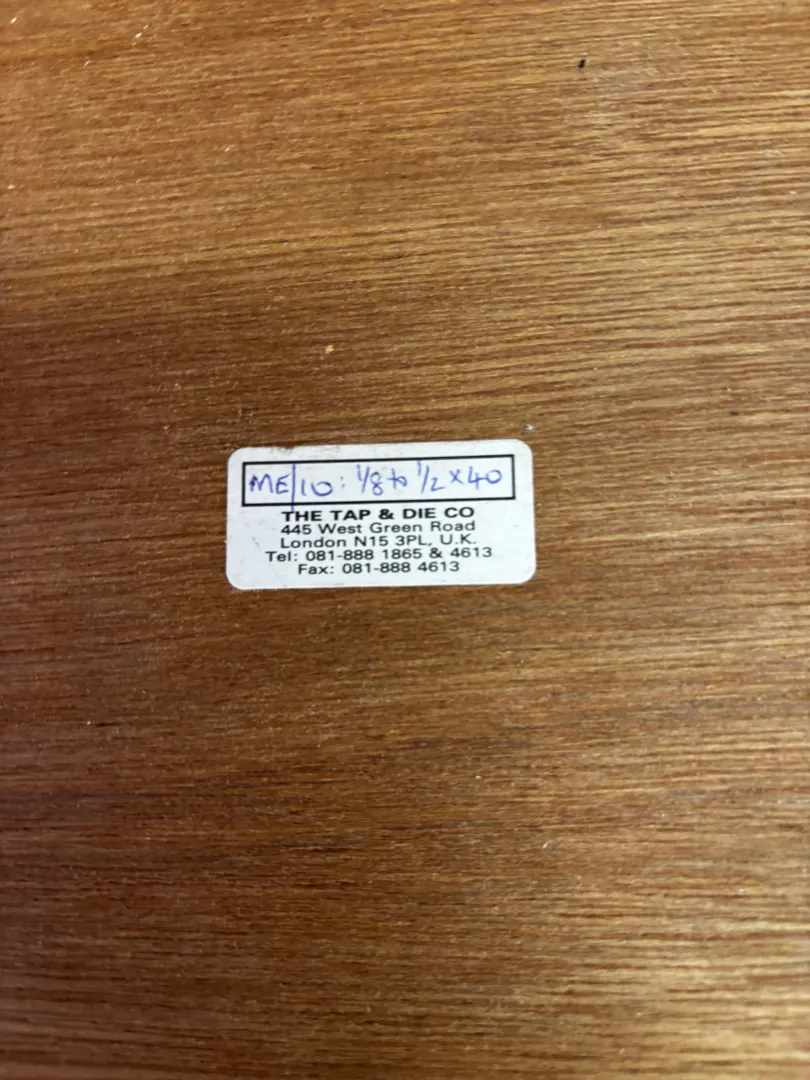 ME/10: 1/8 to 1/2 x 40
THE TAP & DIE CO
445 West Green Road
London N15 3PL, U.K.
Tel: 081-888 1865 & 4613
Fax: 081-888 4613